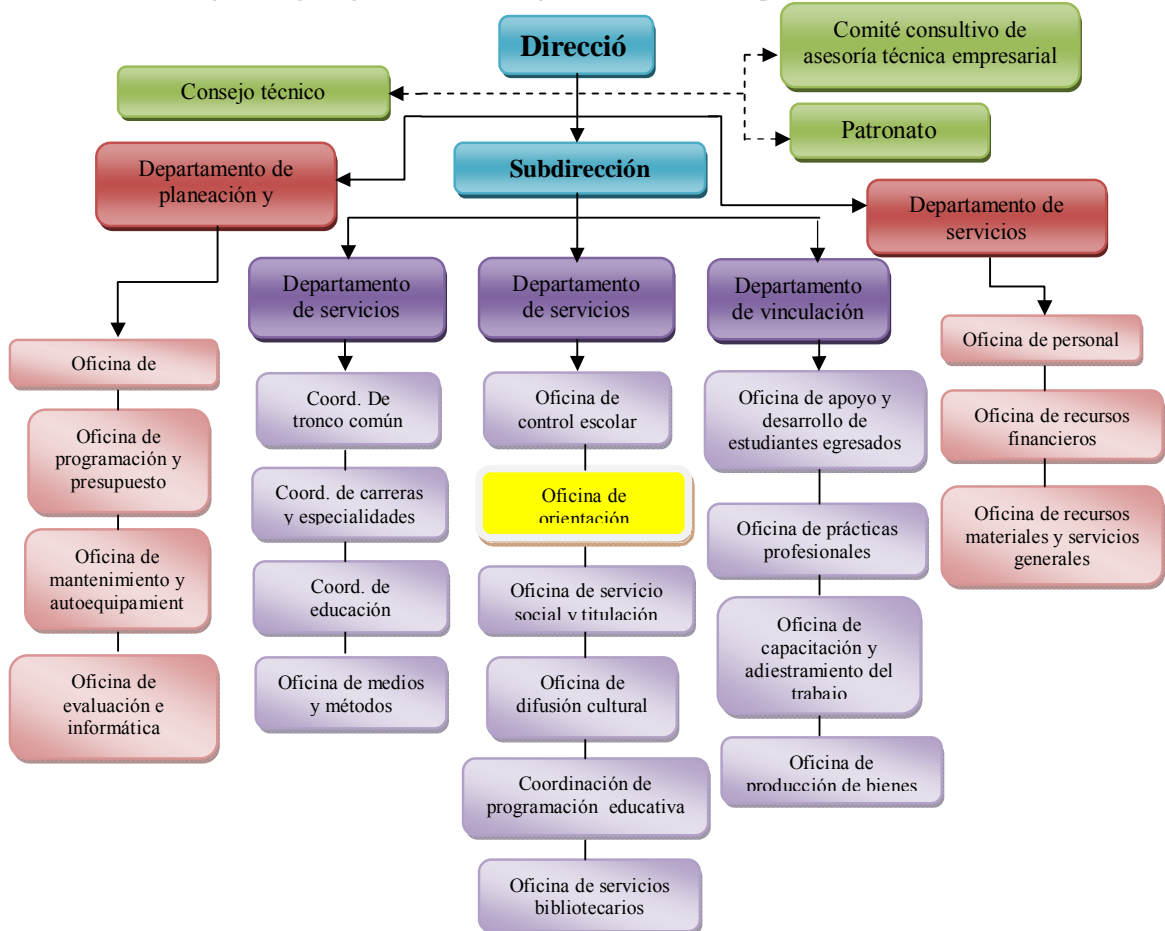 Direcció
Comité consultivo de
asesoría técnica empresarial
Consejo técnico
Patronato
Departamento de
planeación y
Subdirección
Departamento de
servicios
Departamento
de servicios
Departamento
de servicios
Departamento
de vinculación
Oficina de
Oficina de
programación y
presupuesto
Oficina de
mantenimiento y
autoequipamient
Oficina de
evaluación e
informática
Coord. De
tronco común
Coord. de carreras
y especialidades
Coord. de
educación
Oficina de medios
y métodos
Oficina de
control escolar
Oficina de
orientación
Oficina de servicio
social y titulación
Oficina de
difusión cultural
Coordinación de
programación educativa
Oficina de servicios
bibliotecarios
Oficina de apoyo y
desarrollo de
estudiantes egresados
Oficina de prácticas
profesionales
Oficina de
capacitación y
adiestramiento del
trabajo
Oficina de
producción de bienes
Oficina de personal
Oficina de recursos
financieros
Oficina de recursos
materiales y servicios
generales